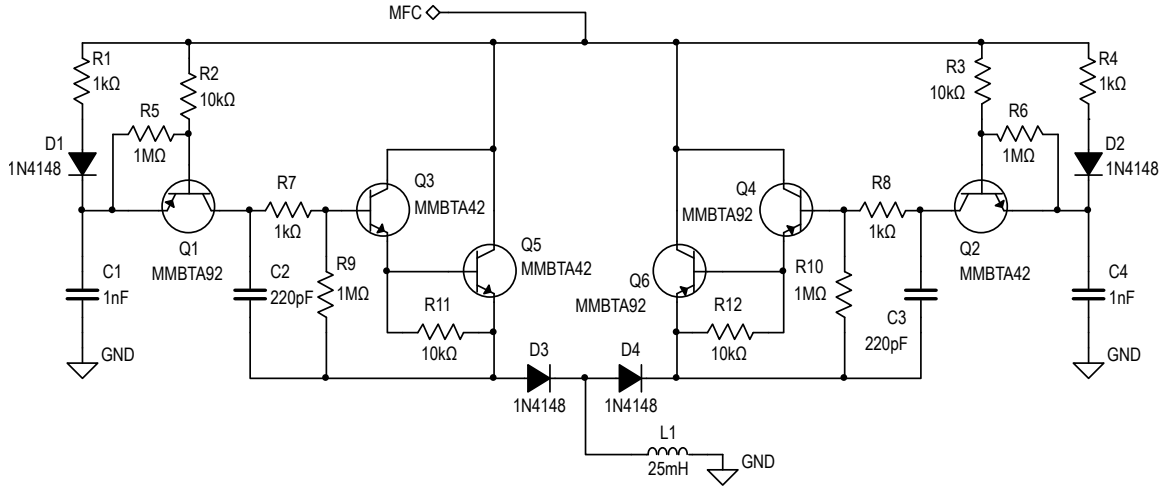 MFC
R1
1kΩ
R2
10kΩ
R3
10kΩ
R4
1kΩ
R5
1MΩ
R6
1MΩ
D1
1N4148
D2
1N4148
Q1
MMBTA92
R7
1kΩ
Q3
MMBTA42
Q4
MMBTA92
R8
1kΩ
Q2
MMBTA42
C1
1nF
C2
220pF
R9
1MΩ
Q5
MMBTA42
Q6
MMBTA92
R10
1MΩ
C3
220pF
C4
1nF
R11
10kΩ
R12
10kΩ
GND
GND
D3
1N4148
D4
1N4148
L1
25mH
GND